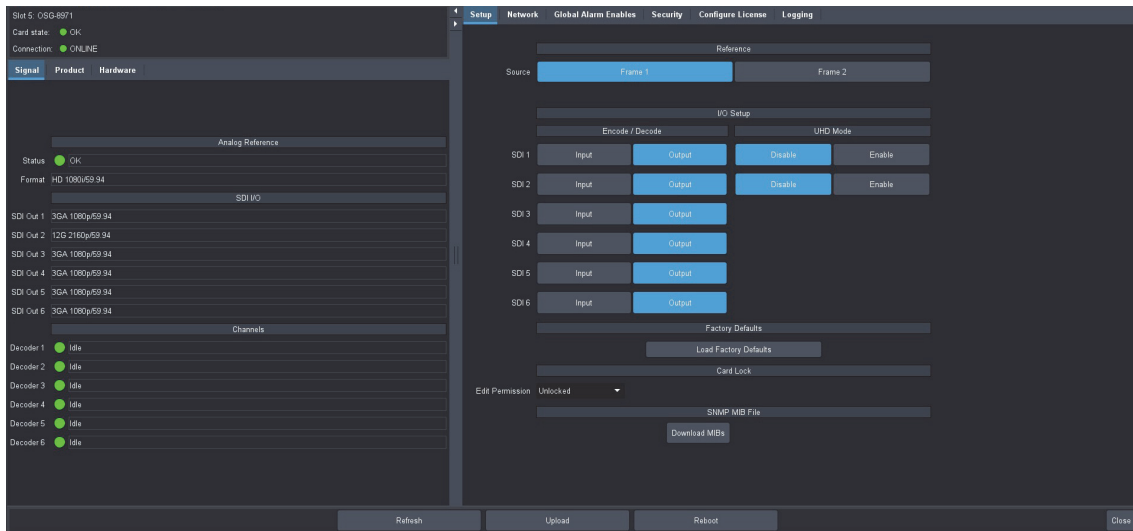 Slot 5: OSG-8971
Card state: OK
Connection: ONLINE
Signal Product Hardware
Analog Reference
Status OK
Format HD 1080i/59.94
SDI I/O
SDI Out 1 3GA 1080p/59.94
SDI Out 2 12G 2160p/59.94
SDI Out 3 3GA 1080p/59.94
SDI Out 4 3GA 1080p/59.94
SDI Out 5 3GA 1080p/59.94
SDI Out 6 3GA 1080p/59.94
Channels
Decoder 1 Idle
Decoder 2 Idle
Decoder 3 Idle
Decoder 4 Idle
Decoder 5 Idle
Decoder 6 Idle
Setup Network Global Alarm Enables Security Configure License Logging
Reference
Source Frame 1 Frame 2
I/O Setup
Encode / Decode UHD Mode
SDI 1 Input Output Disable Enable
SDI 2 Input Output Disable Enable
SDI 3 Input Output
SDI 4 Input Output
SDI 5 Input Output
SDI 6 Input Output
Factory Defaults
Load Factory Defaults
Card Lock
Edit Permission Unlocked
SNMP MIB File
Download MIBs
Refresh Upload Reboot Close